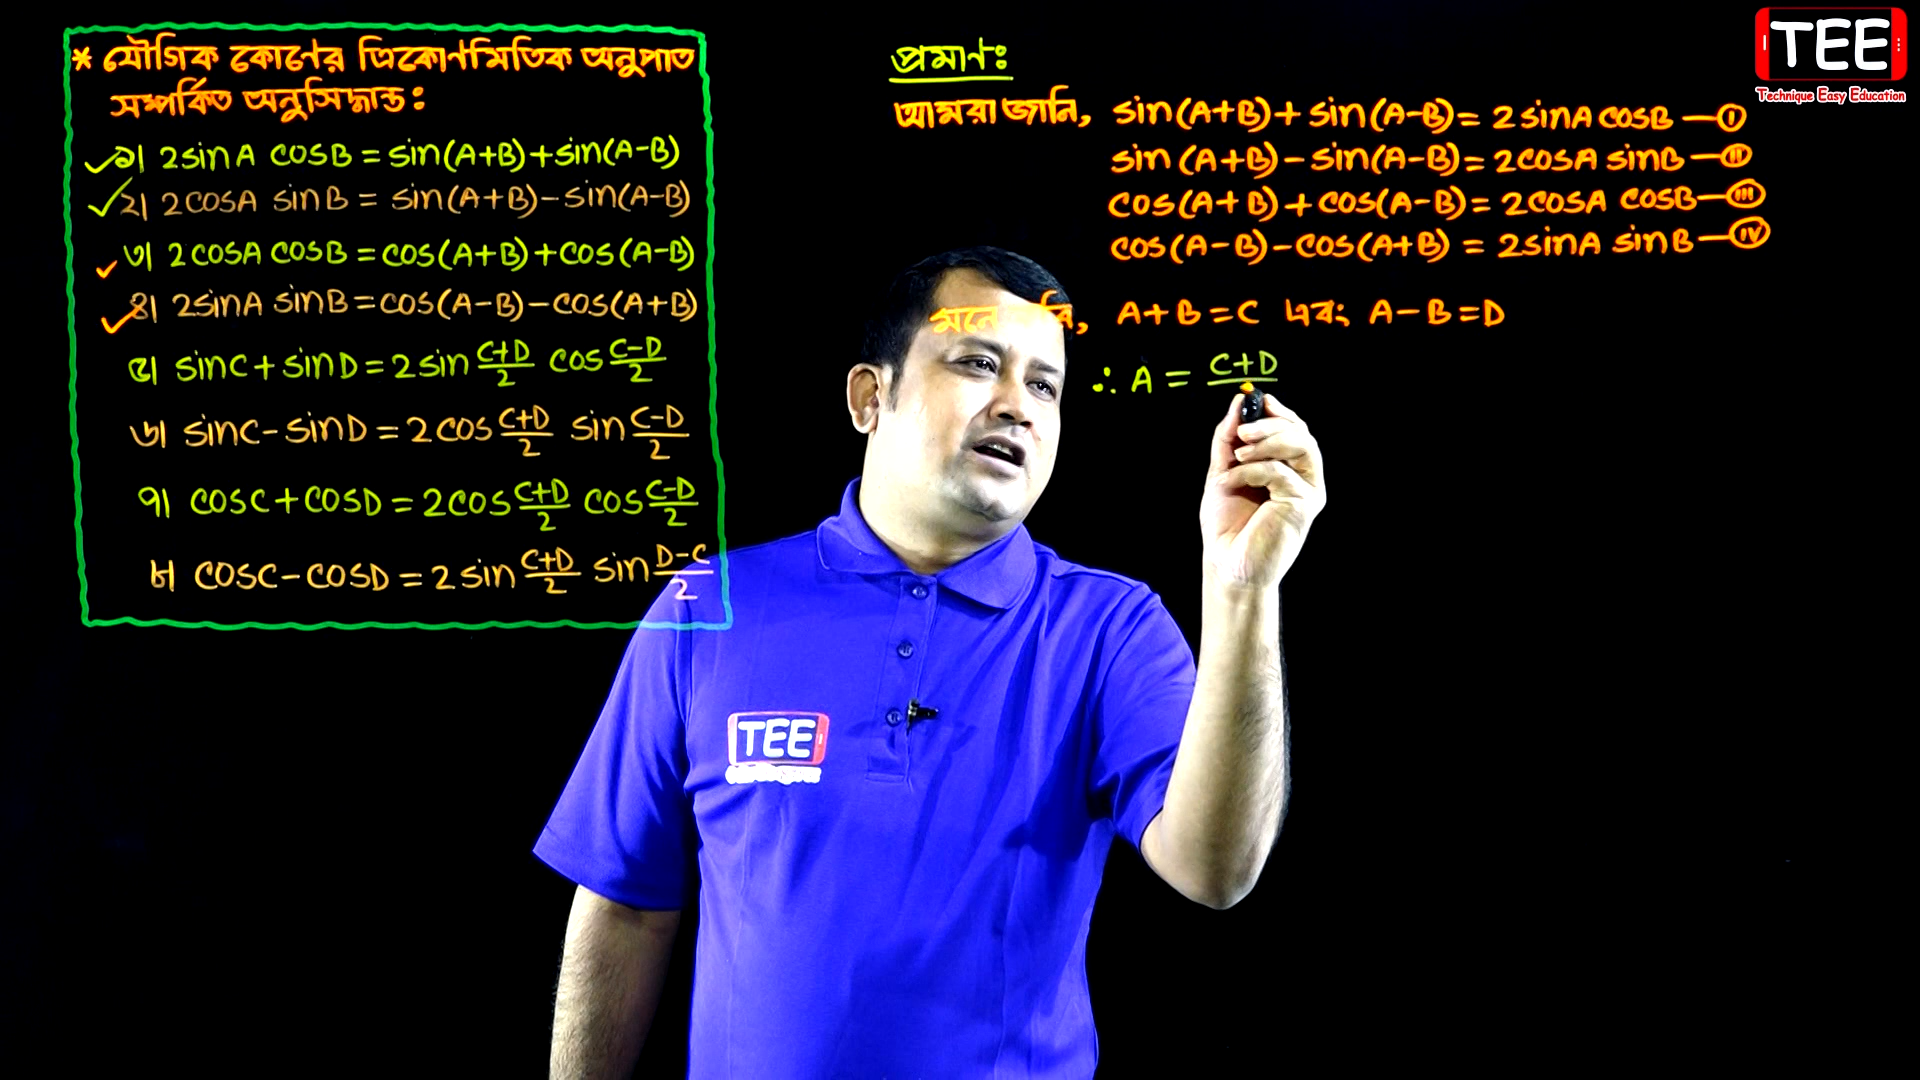 * যৌগিক কোণের ত্রিকোণমিতিক অনুপাত
সম্পর্কিত অনুসিদ্ধান্ত:
১। 2sinA cosB = sin(A+B)+sin(A-B)
২। 2cosA sinB = sin(A+B)-sin(A-B)
৩। 2cosA cosB = cos(A+B)+cos(A-B)
৪। 2sinA sinB = cos(A-B)-cos(A+B)
৫। sinC+sinD = 2sin (C+D)/2 cos (C-D)/2
৬। sinC-sinD = 2cos (C+D)/2 sin (C-D)/2
৭। cosC+cosD = 2cos (C+D)/2 cos (C-D)/2
৮। cosC-cosD = 2sin (C+D)/2 sin (D-C)/2
প্রমাণঃ
আমরা জানি, sin(A+B)+sin(A-B) = 2sinA cosB — (i)
sin(A+B)-sin(A-B) = 2cosA sinB — (ii)
cos(A+B)+cos(A-B) = 2cosA cosB — (iii)
cos(A-B)-cos(A+B) = 2sinA sinB — (iv)
মনে, A+B = C এবং A-B = D
∴ A = C+D
TEE
Technique Easy Education
TEE